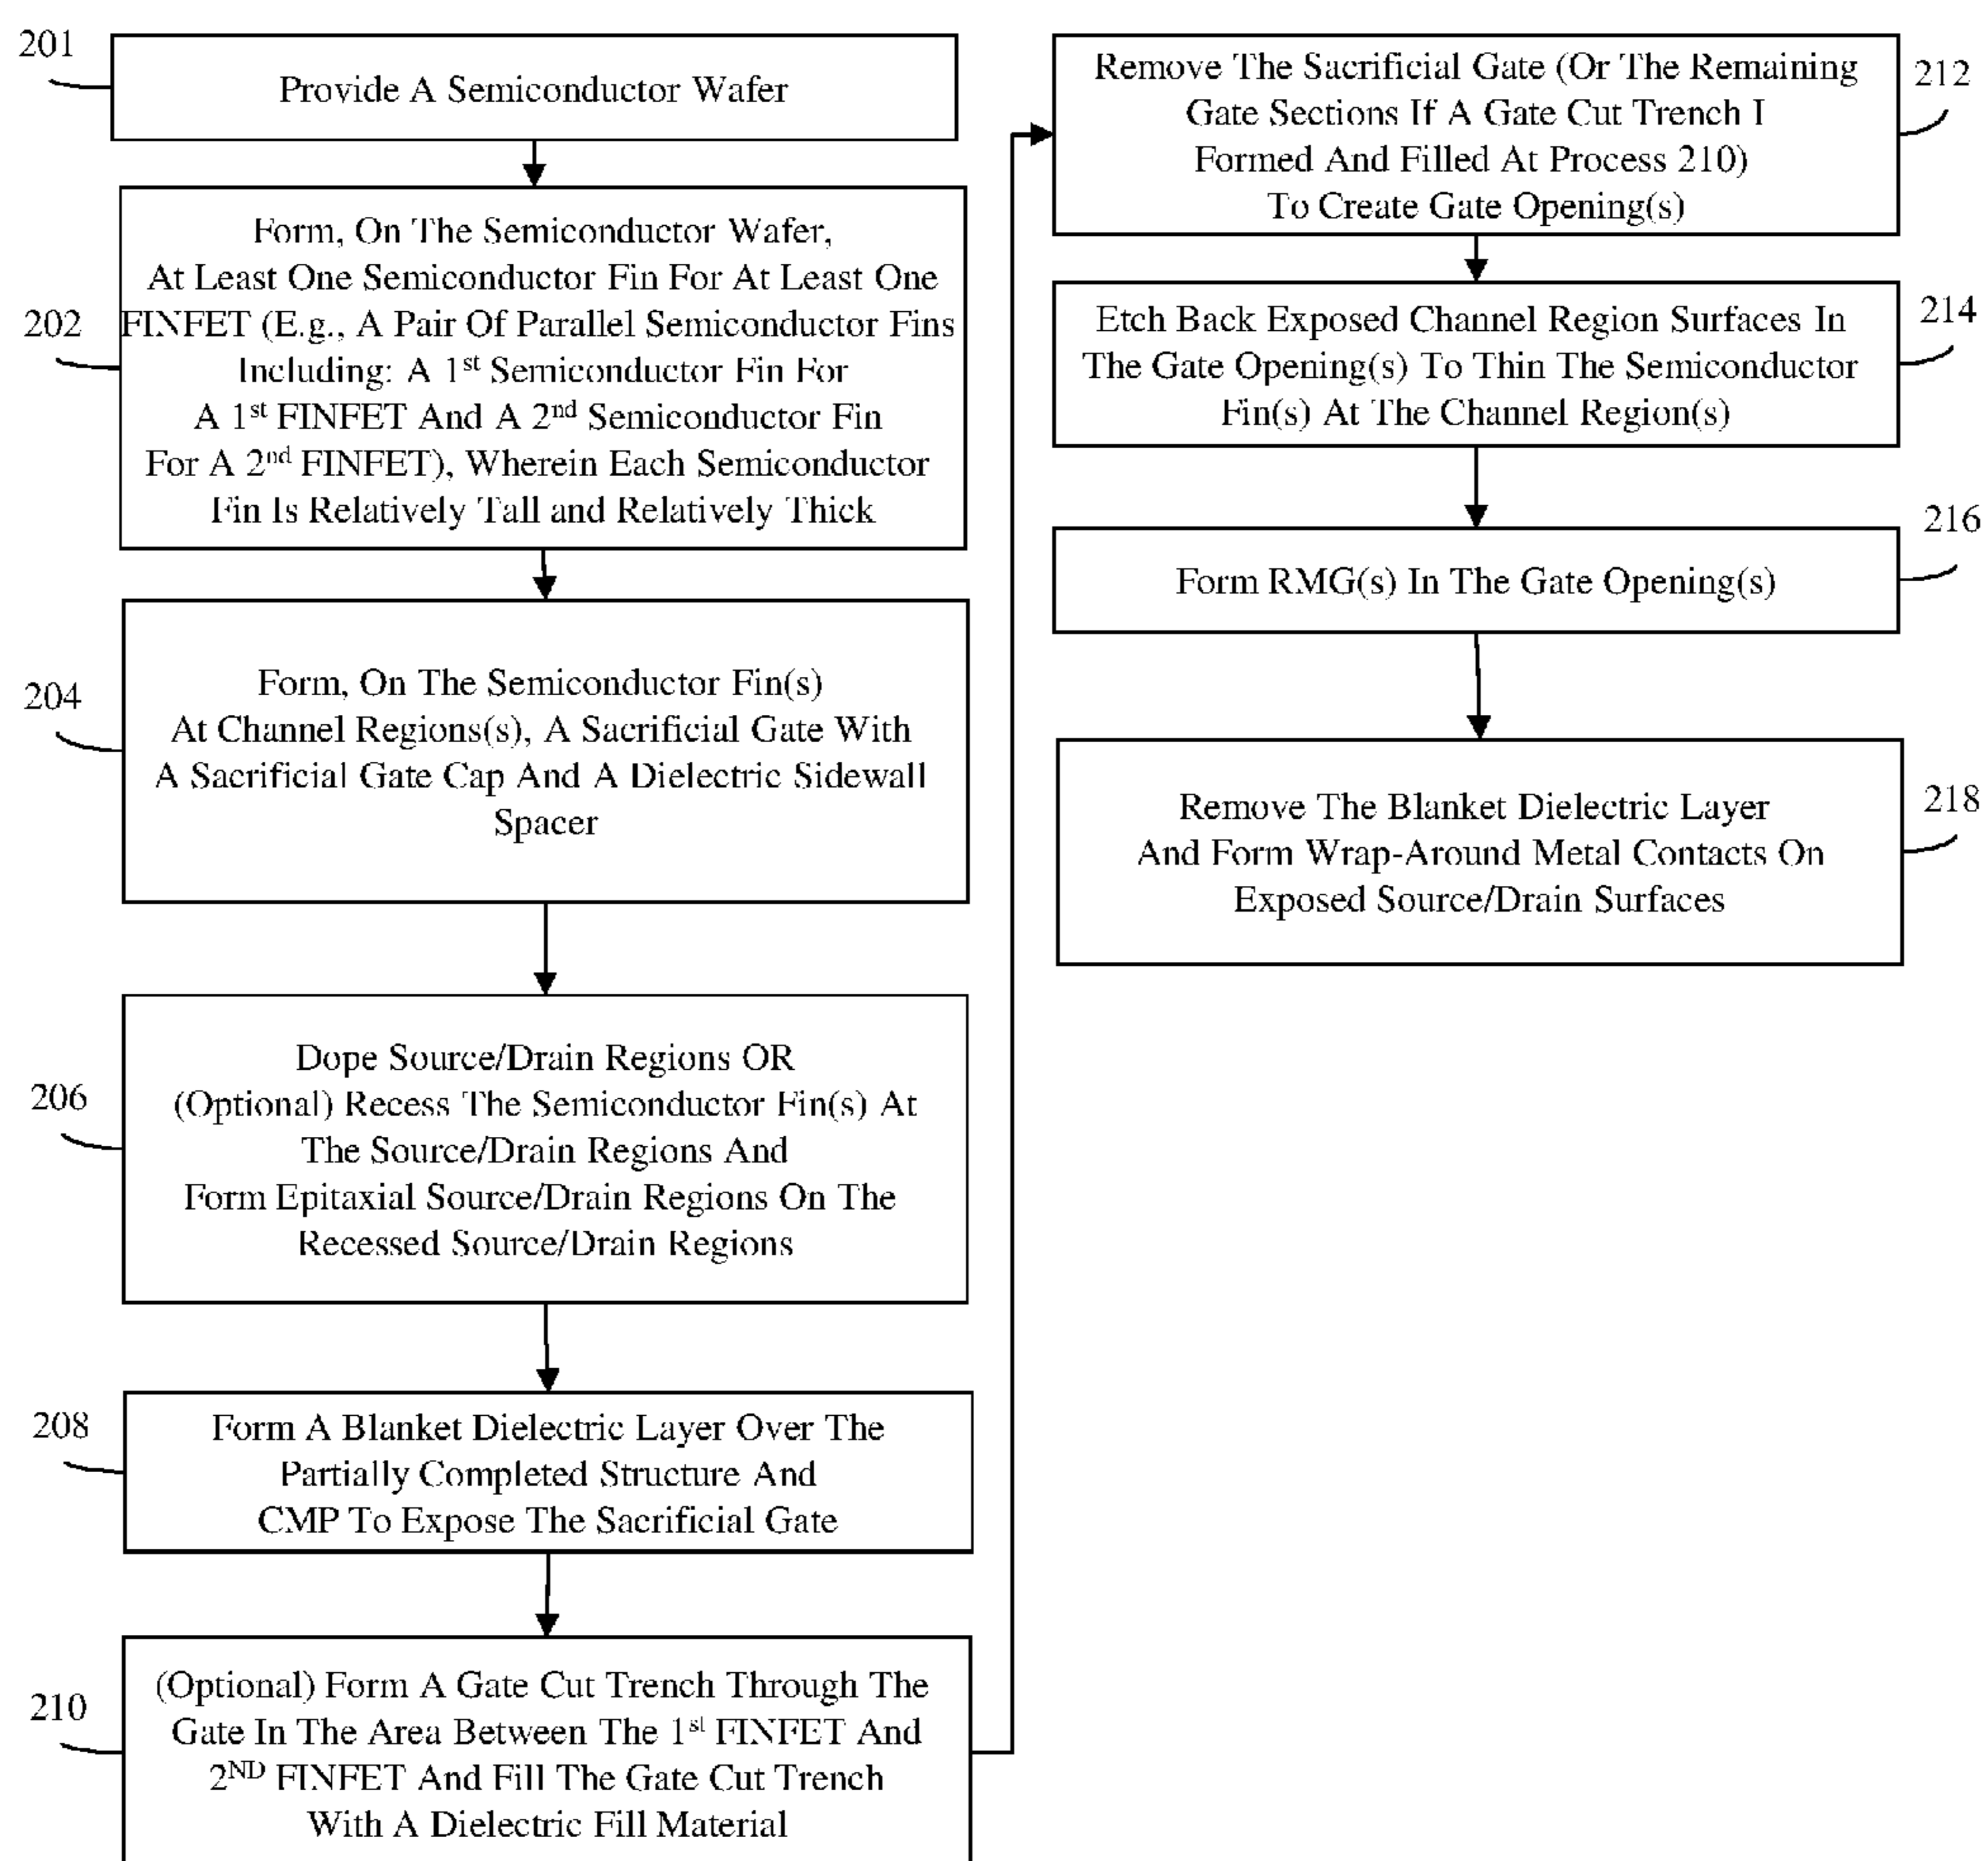 201
Provide A Semiconductor Wafer
202
Form, On The Semiconductor Wafer,
At Least One Semiconductor Fin For At Least One
FINFET (E.g., A Pair Of Parallel Semiconductor Fins
Including: A 1st Semiconductor Fin For
A 1st FINFET And A 2nd Semiconductor Fin
For A 2nd FINFET), Wherein Each Semiconductor
Fin Is Relatively Tall and Relatively Thick
204
Form, On The Semiconductor Fin(s)
At Channel Regions(s), A Sacrificial Gate With
A Sacrificial Gate Cap And A Dielectric Sidewall
Spacer
206
Dope Source/Drain Regions OR
(Optional) Recess The Semiconductor Fin(s) At
The Source/Drain Regions And
Form Epitaxial Source/Drain Regions On The
Recessed Source/Drain Regions
208
Form A Blanket Dielectric Layer Over The
Partially Completed Structure And
CMP To Expose The Sacrificial Gate
210
(Optional) Form A Gate Cut Trench Through The
Gate In The Area Between The 1st FINFET And
2ND FINFET And Fill The Gate Cut Trench
With A Dielectric Fill Material
Remove The Sacrificial Gate (Or The Remaining
Gate Sections If A Gate Cut Trench I
Formed And Filled At Process 210)
To Create Gate Opening(s)
212
Etch Back Exposed Channel Region Surfaces In
The Gate Opening(s) To Thin The Semiconductor
Fin(s) At The Channel Region(s)
214
Form RMG(s) In The Gate Opening(s)
216
Remove The Blanket Dielectric Layer
And Form Wrap-Around Metal Contacts On
Exposed Source/Drain Surfaces
218